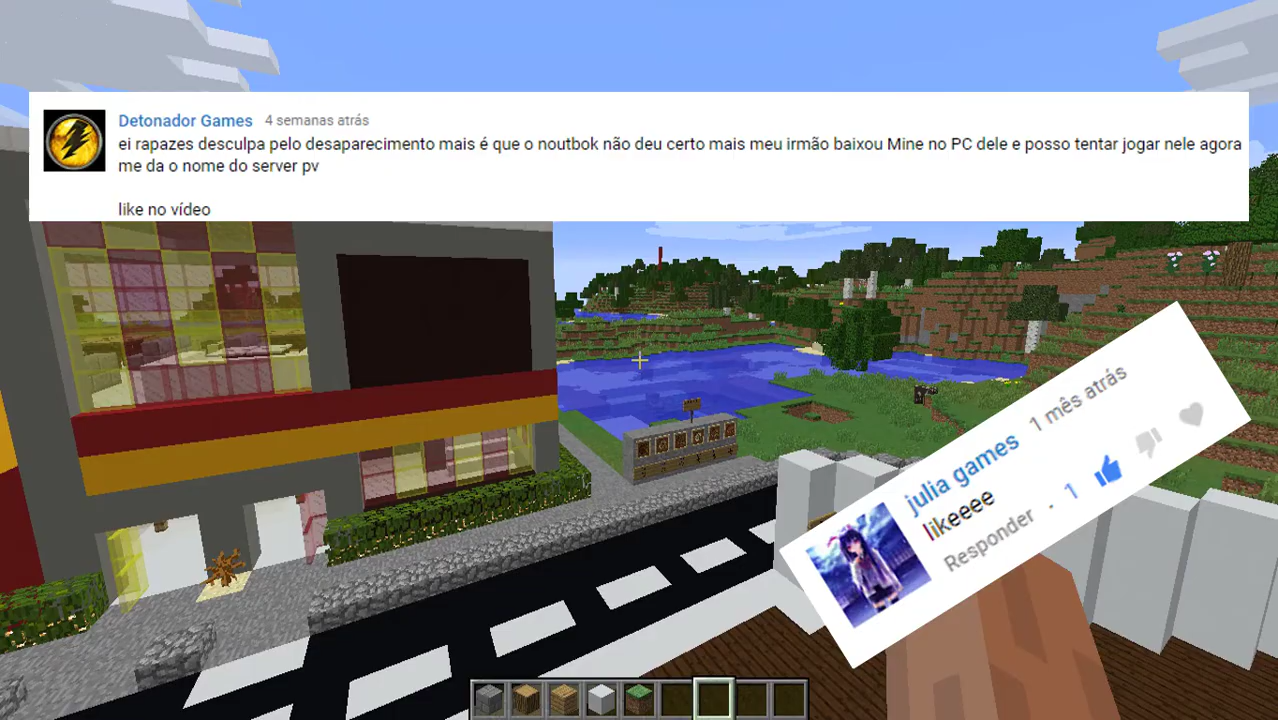 Detonador Games 4 semanas atrás
ei rapazes desculpa pelo desaparecimento mais é que o noutbok não deu certo mais meu irmão baixou Mine no PC dele e posso tentar jogar nele agora
me da o nome do server pv
like no vídeo
julia games 1 mês atrás
likeeee
Responder · 1